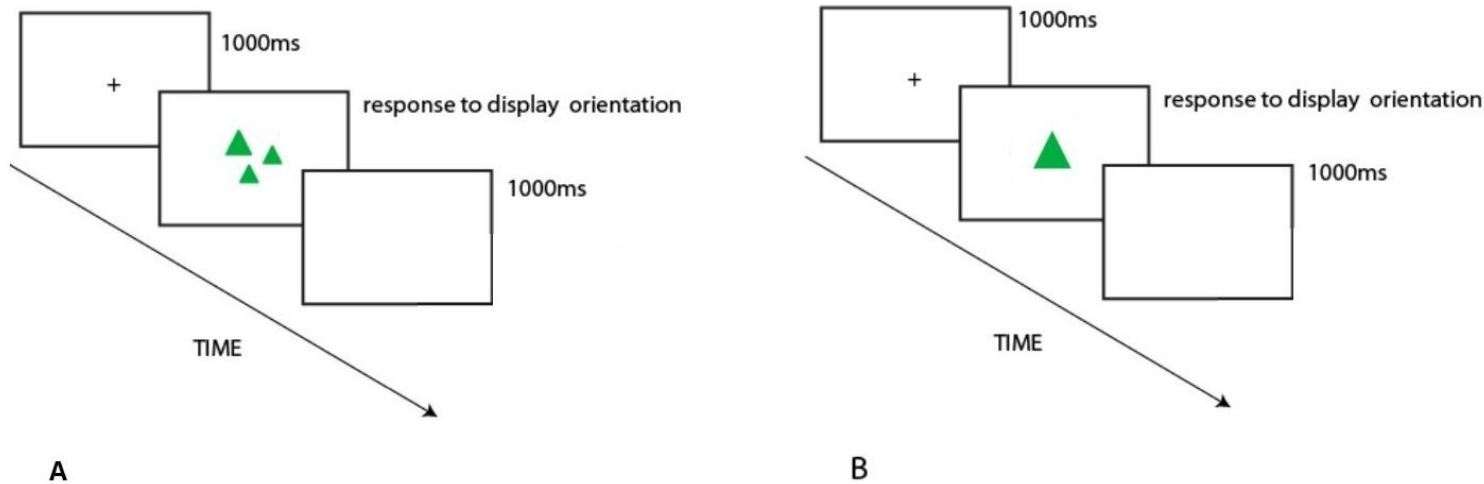 1000ms
+
response to display orientation
1000ms
TIME
A
1000ms
+
response to display orientation
1000ms
TIME
B